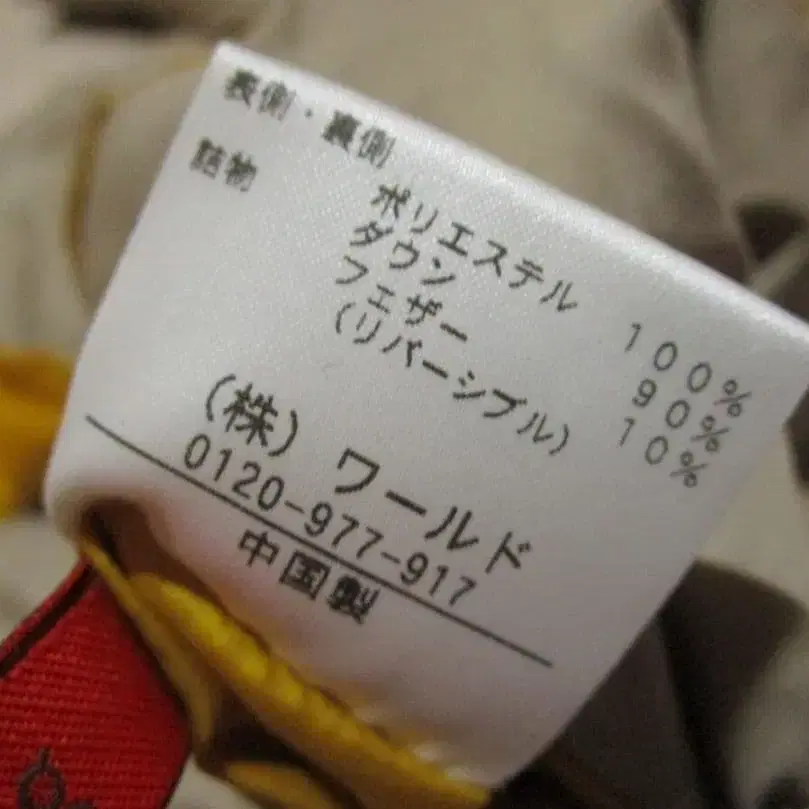 表側・裏側
ポリエステル 100%
詰物
ダウン 90%
フェザー 10%
(リバーシブル)
(株) ワールド
0120-977-917
中国製